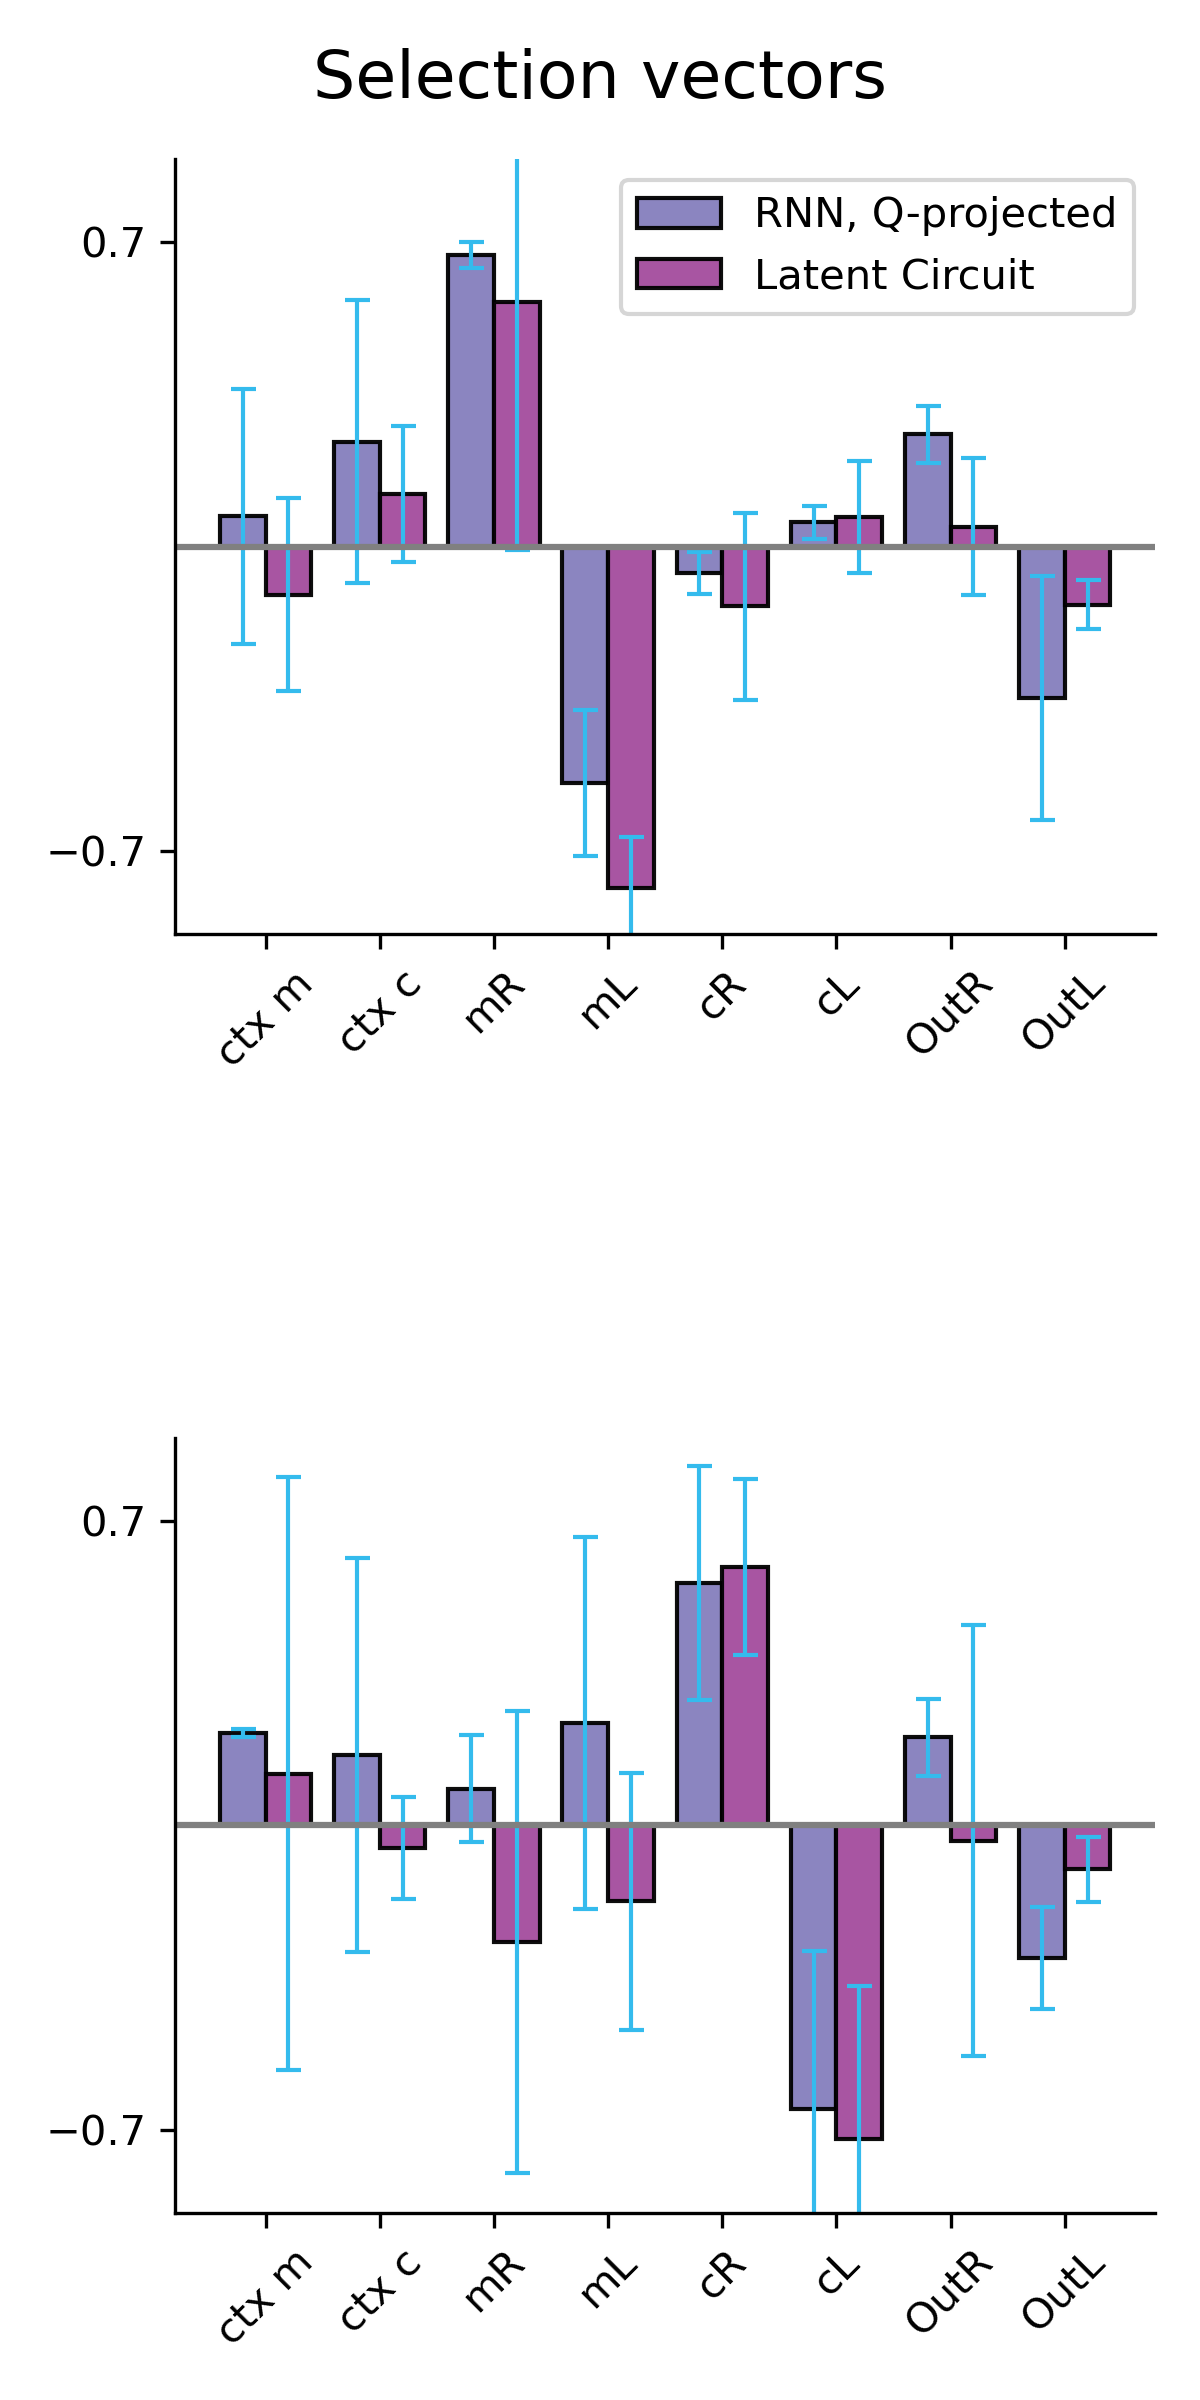 Selection vectors
RNN, Q-projected
Latent Circuit
0.7
−0.7
ctx m
ctx c
mR
mL
cR
cL
OutR
OutL
0.7
−0.7
ctx m
ctx c
mR
mL
cR
cL
OutR
OutL